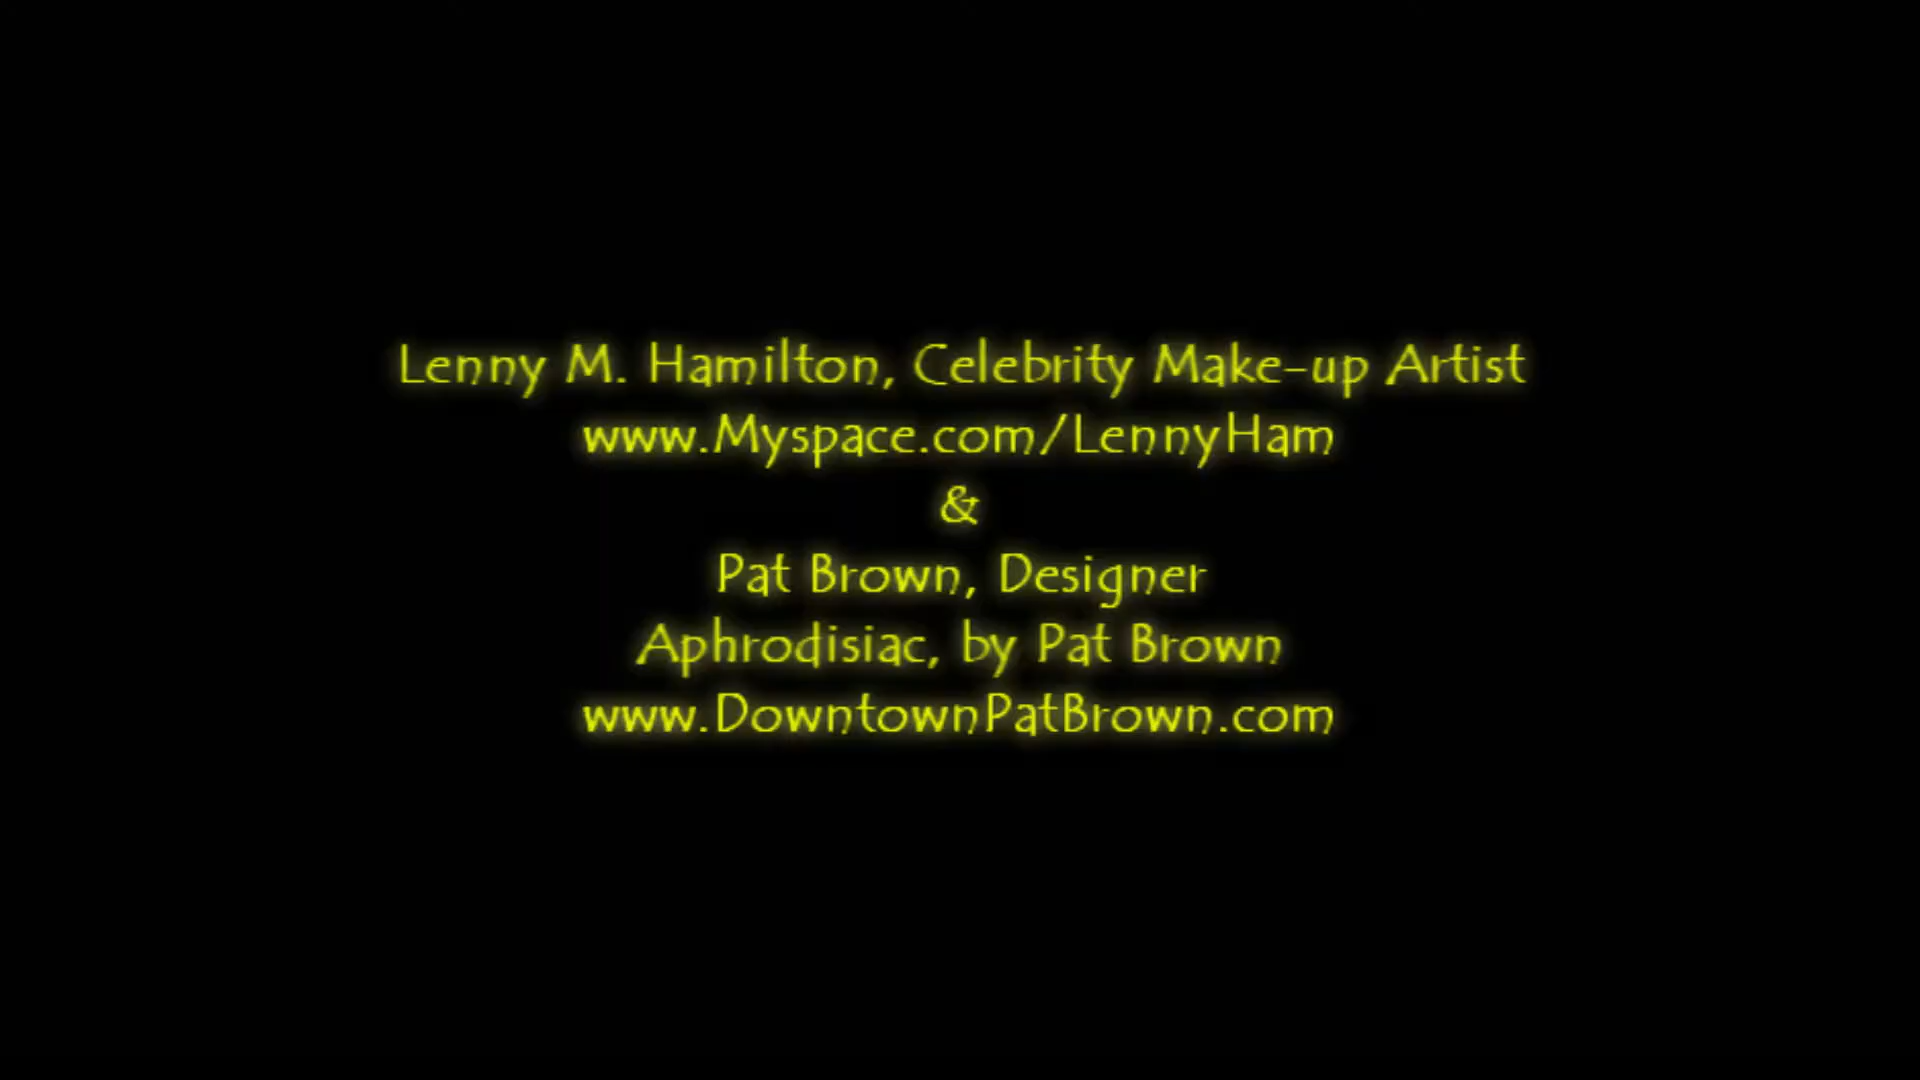 Lenny M. Hamilton, Celebrity Make-up Artist
www.Myspace.com/LennyHam
&
Pat Brown, Designer
Aphrodisiac, by Pat Brown
www.DowntownPatBrown.com